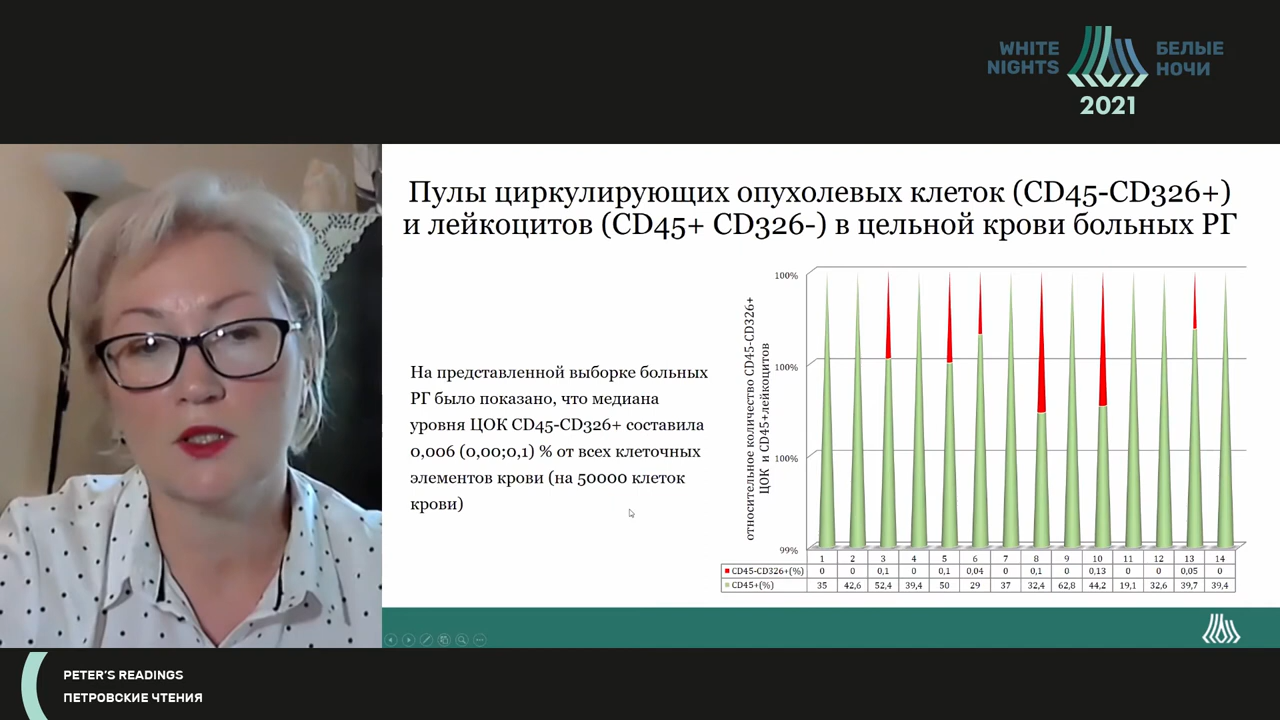 WHITE
NIGHTS
БЕЛЫЕ
НОЧИ
2021
Пулы циркулирующих опухолевых клеток (CD45-CD326+)
и лейкоцитов (CD45+ CD326-) в цельной крови больных РГ
На представленной выборке больных
РГ было показано, что медиана
уровня ЦОК CD45-CD326+ составила
0,006 (0,00;0,1) % от всех клеточных
элементов крови (на 50000 клеток
крови)
относительное количество CD45-CD326+
ЦОК и CD45+лейкоцитов
100%
100%
100%
99%
1 2 3 4 5 6 7 8 9 10 11 12 13 14
CD45-CD326+(%) 0 0 0,1 0 0,1 0,04 0 0,1 0 0,13 0 0 0,05 0
CD45+(%) 35 42,6 52,4 39,4 50 29 37 32,4 62,8 44,2 19,1 32,6 39,7 39,4
PETER'S READINGS
ПЕТРОВСКИЕ ЧТЕНИЯ